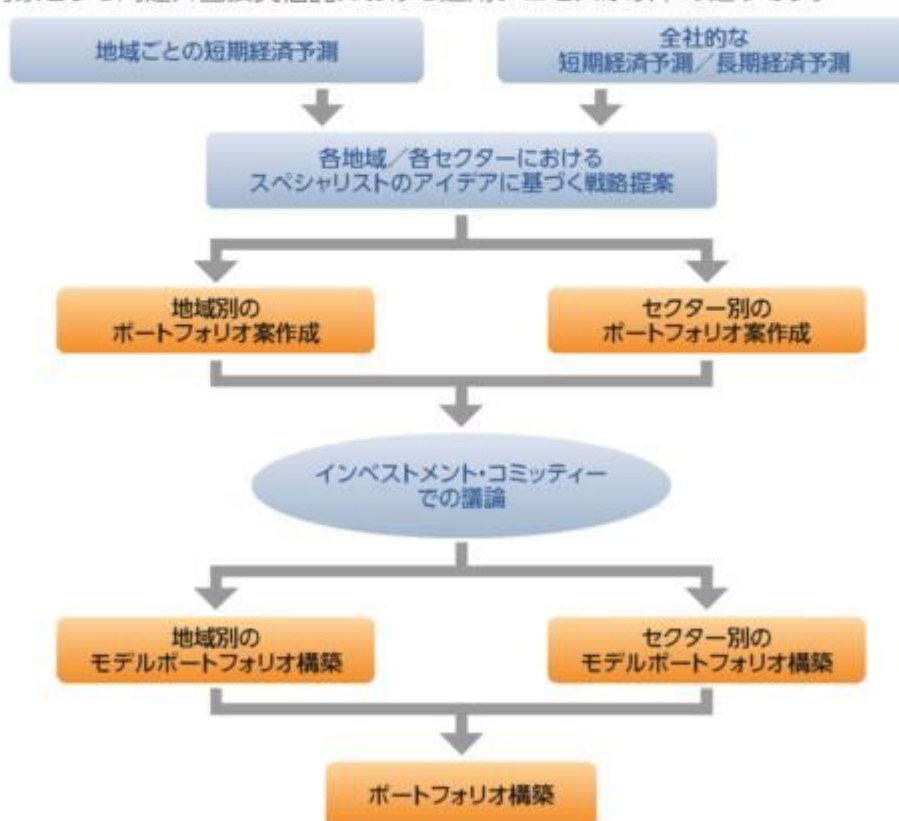 地域ごとの短期経済予測
全社的な
短期経済予測／長期経済予測
各地域／各セクターにおける
スペシャリストのアイデアに基づく戦略提案
地域別の
ポートフォリオ案作成
セクター別の
ポートフォリオ案作成
インベストメント・コミッティー
での議論
地域別の
モデルポートフォリオ構築
セクター別の
モデルポートフォリオ構築
ポートフォリオ構築